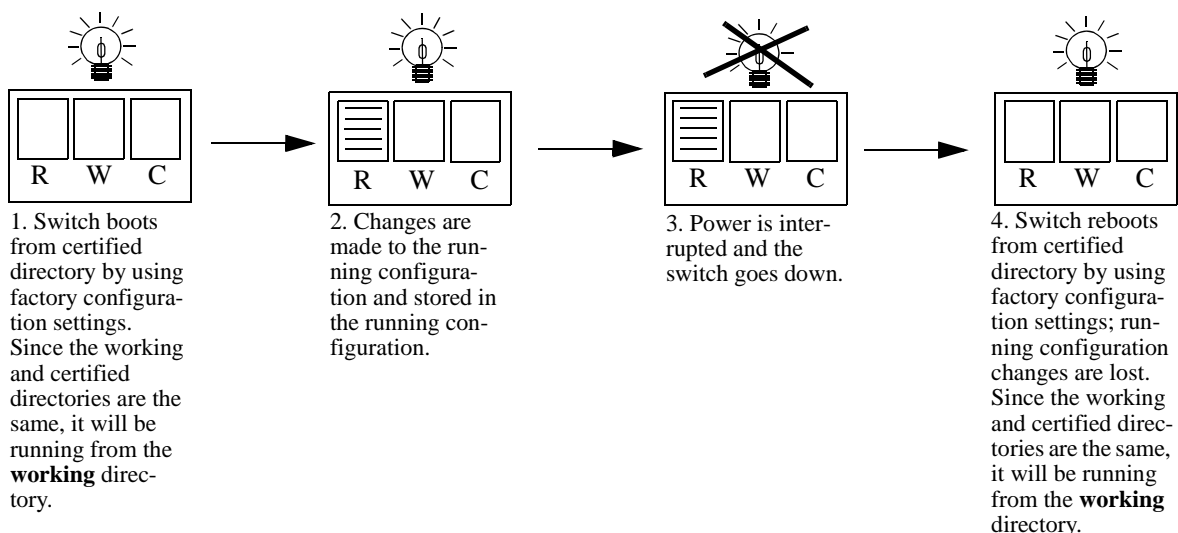 R W C
1. Switch boots
from certified
directory by using
factory configura-
tion settings.
Since the working
and certified
directories are the
same, it will be
running from the
working direc-
tory.
R W C
2. Changes are
made to the run-
ning configura-
tion and stored in
the running con-
figuration.
R W C
3. Power is inter-
rupted and the
switch goes down.
R W C
4. Switch reboots
from certified
directory by using
factory configura-
tion settings; run-
ning configuration
changes are lost.
Since the working
and certified direc-
tories are the same,
it will be running
from the working
directory.